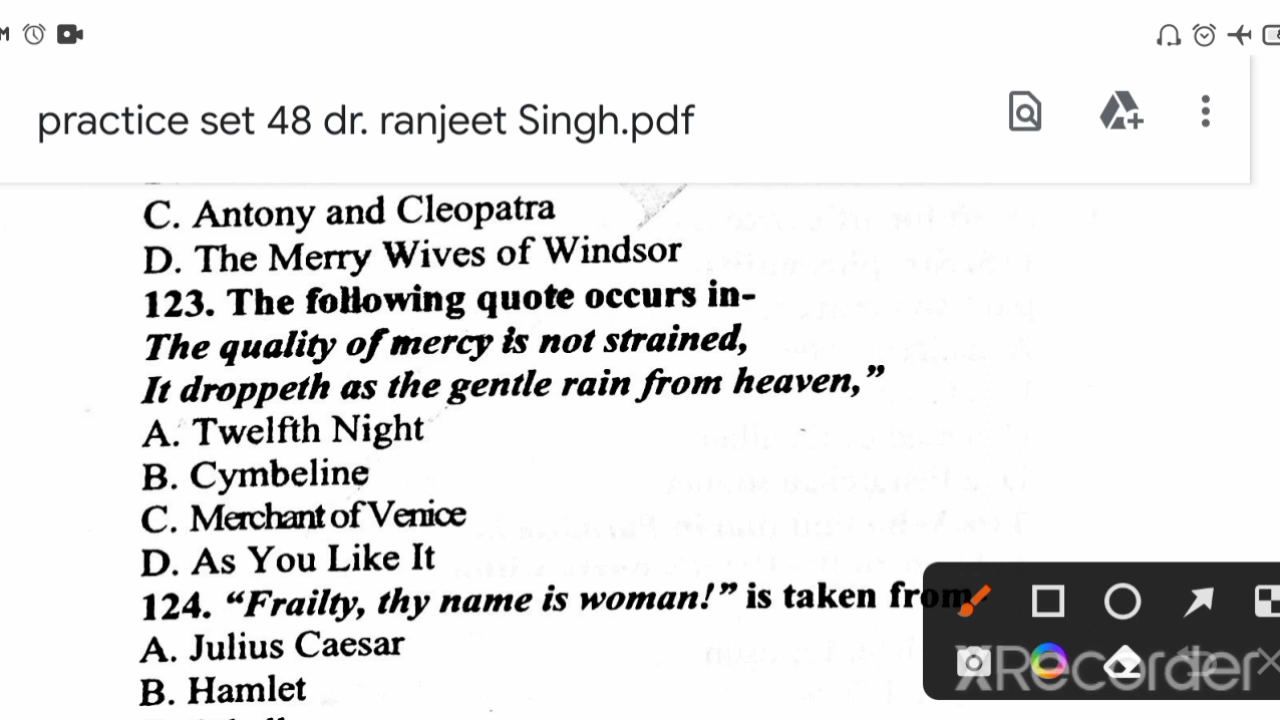 M
practice set 48 dr. ranjeet Singh.pdf
C. Antony and Cleopatra
D. The Merry Wives of Windsor
123. The following quote occurs in-
The quality of mercy is not strained,
It droppeth as the gentle rain from heaven,”
A. Twelfth Night
B. Cymbeline
C. Merchant of Venice
D. As You Like It
124. “Frailty, thy name is woman!” is taken from-
A. Julius Caesar
B. Hamlet
XRecorder